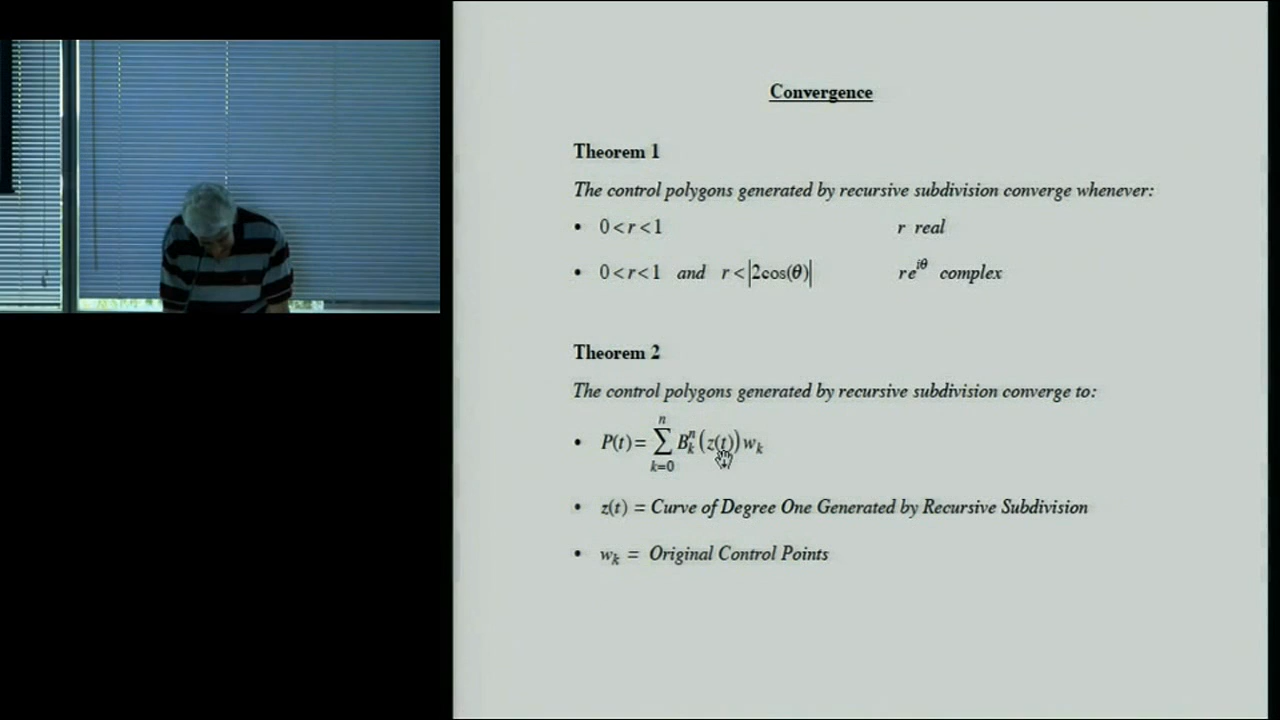 Convergence
Theorem 1
The control polygons generated by recursive subdivision converge whenever:
• 0 < r < 1 r real
• 0 < r < 1 and r < |2cos(θ)| re^{iθ} complex
Theorem 2
The control polygons generated by recursive subdivision converge to:
• P(t) = ∑_{k=0}^{n} B_k^n (z(t)) w_k
• z(t) = Curve of Degree One Generated by Recursive Subdivision
• w_k = Original Control Points